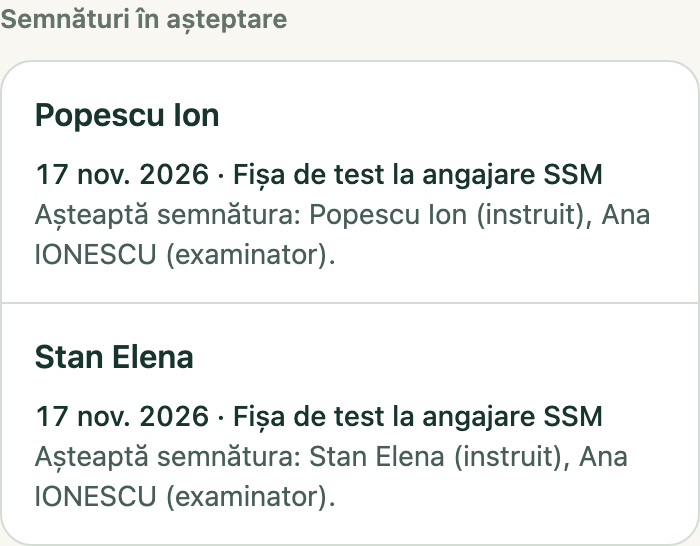 Semnături în așteptare
Popescu Ion
17 nov. 2026 · Fișa de test la angajare SSM
Așteaptă semnătura: Popescu Ion (instruit), Ana
IONESCU (examinator).
Stan Elena
17 nov. 2026 · Fișa de test la angajare SSM
Așteaptă semnătura: Stan Elena (instruit), Ana
IONESCU (examinator).